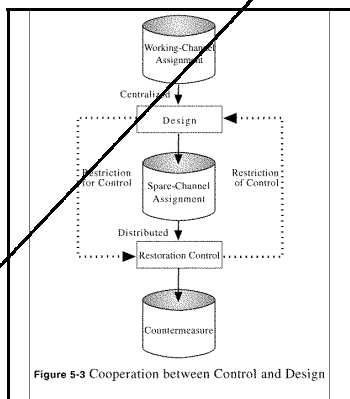 Working-Channel
Assignment
Centralized
Design
Restriction
for Control
Restriction
of Control
Spare-Channel
Assignment
Distributed
Restoration Control
Countermeasure
Figure 5-3 Cooperation between Control and Design